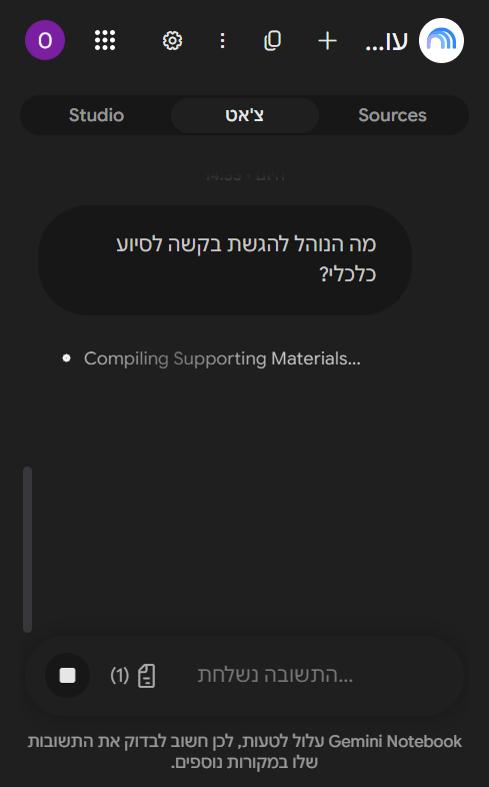 עו...
O
Sources
צ'אט
Studio
מה הנוהל להגשת בקשה לסיוע
כלכלי?
Compiling Supporting Materials...
התשובה נשלחת...
(1)
Gemini Notebook עלול לטעות, לכן חשוב לבדוק את התשובות
שלו במקורות נוספים.